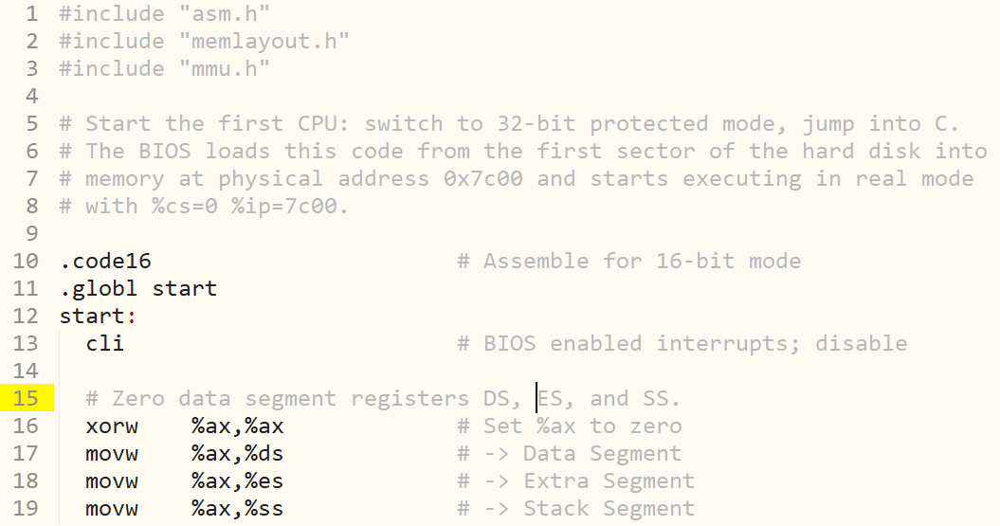 1 #include "asm.h"
2 #include "memlayout.h"
3 #include "mmu.h"
4
5 # Start the first CPU: switch to 32-bit protected mode, jump into C.
6 # The BIOS loads this code from the first sector of the hard disk into
7 # memory at physical address 0x7c00 and starts executing in real mode
8 # with %cs=0 %ip=7c00.
9
10 .code16                       # Assemble for 16-bit mode
11 .globl start
12 start:
13   cli                         # BIOS enabled interrupts; disable
14
15   # Zero data segment registers DS, ES, and SS.
16   xorw    %ax,%ax             # Set %ax to zero
17   movw    %ax,%ds             # -> Data Segment
18   movw    %ax,%es             # -> Extra Segment
19   movw    %ax,%ss             # -> Stack Segment